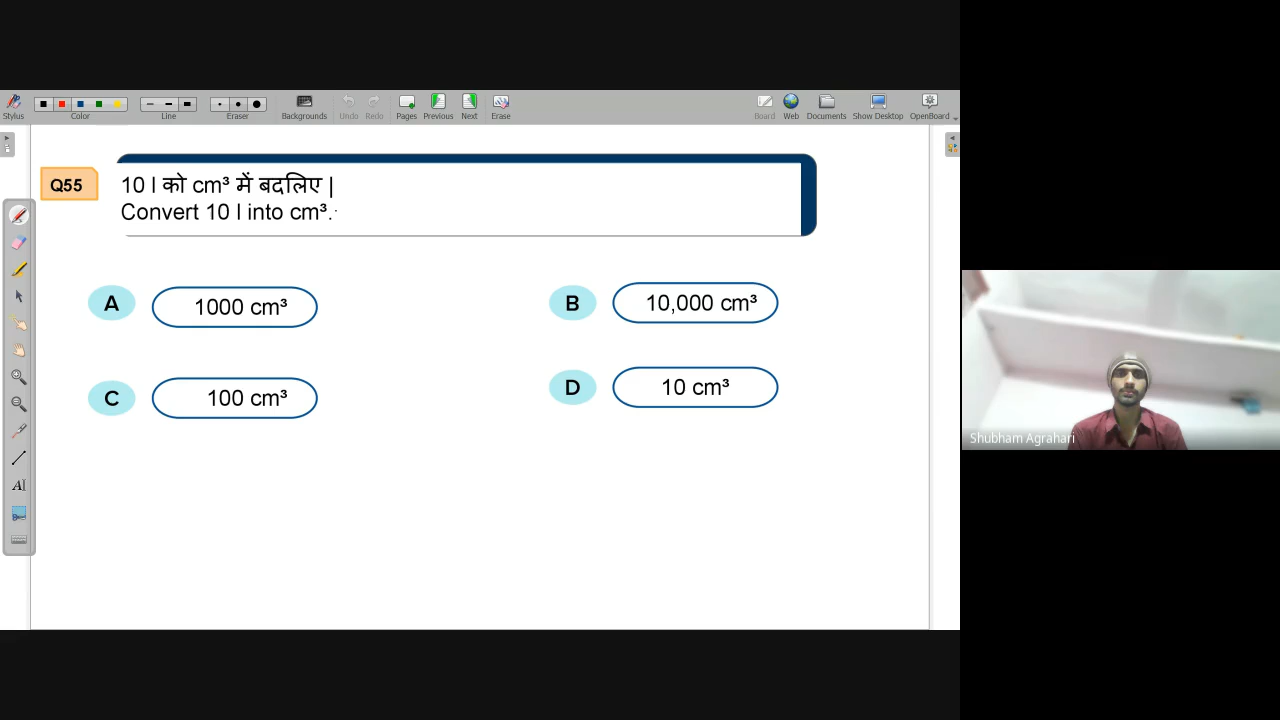 Stylus
Color
Line
Eraser
Backgrounds
Undo
Redo
Pages
Previous
Next
Erase
Board
Web
Documents
Show Desktop
OpenBoard
Q55
10 l को cm³ में बदलिए |
Convert 10 l into cm³.
A
1000 cm³
B
10,000 cm³
C
100 cm³
D
10 cm³
AI
Shubham Agrahari